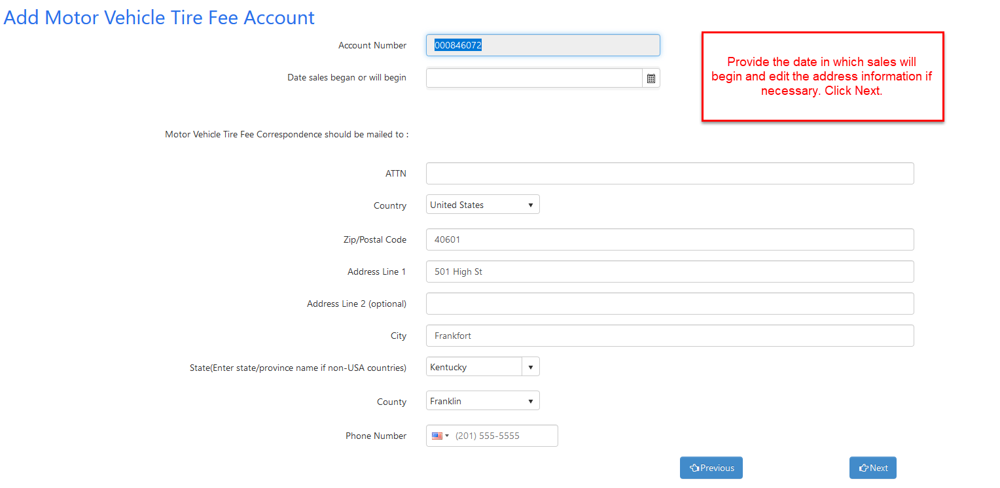 Add Motor Vehicle Tire Fee Account
Account Number
000846072
Provide the date in which sales will
begin and edit the address information if
necessary. Click Next.
Date sales began or will begin
Motor Vehicle Tire Fee Correspondence should be mailed to :
ATTN
Country
United States
Zip/Postal Code
40601
Address Line 1
501 High St
Address Line 2 (optional)
City
Frankfort
State(Enter state/province name if non-USA countries)
Kentucky
County
Franklin
Phone Number
(201) 555-5555
Previous
Next